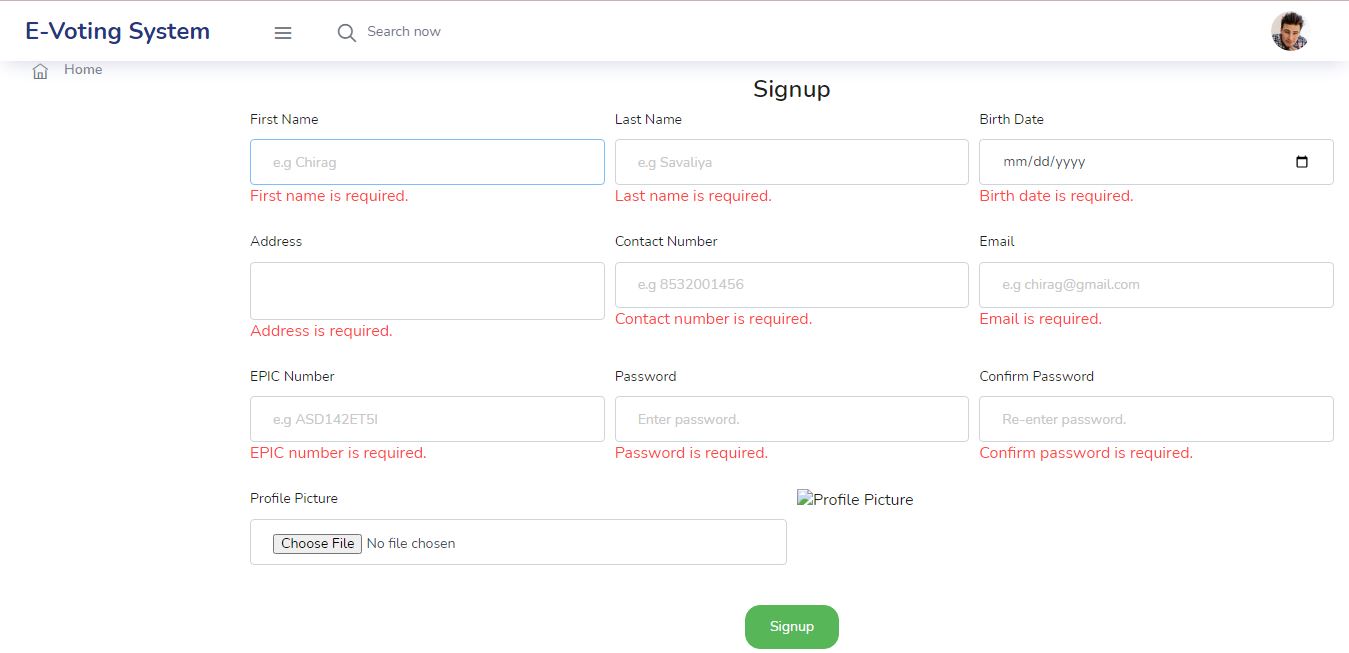 E-Voting System
Search now
Home
Signup
First Name Last Name Birth Date
e.g Chirag e.g Savaliya mm/dd/yyyy
First name is required. Last name is required. Birth date is required.
Address Contact Number Email
e.g 8532001456 e.g chirag@gmail.com
Contact number is required. Email is required.
Address is required.
EPIC Number Password Confirm Password
e.g ASD142ET5I Enter password. Re-enter password.
EPIC number is required. Password is required. Confirm password is required.
Profile Picture Profile Picture
Choose File No file chosen
Signup